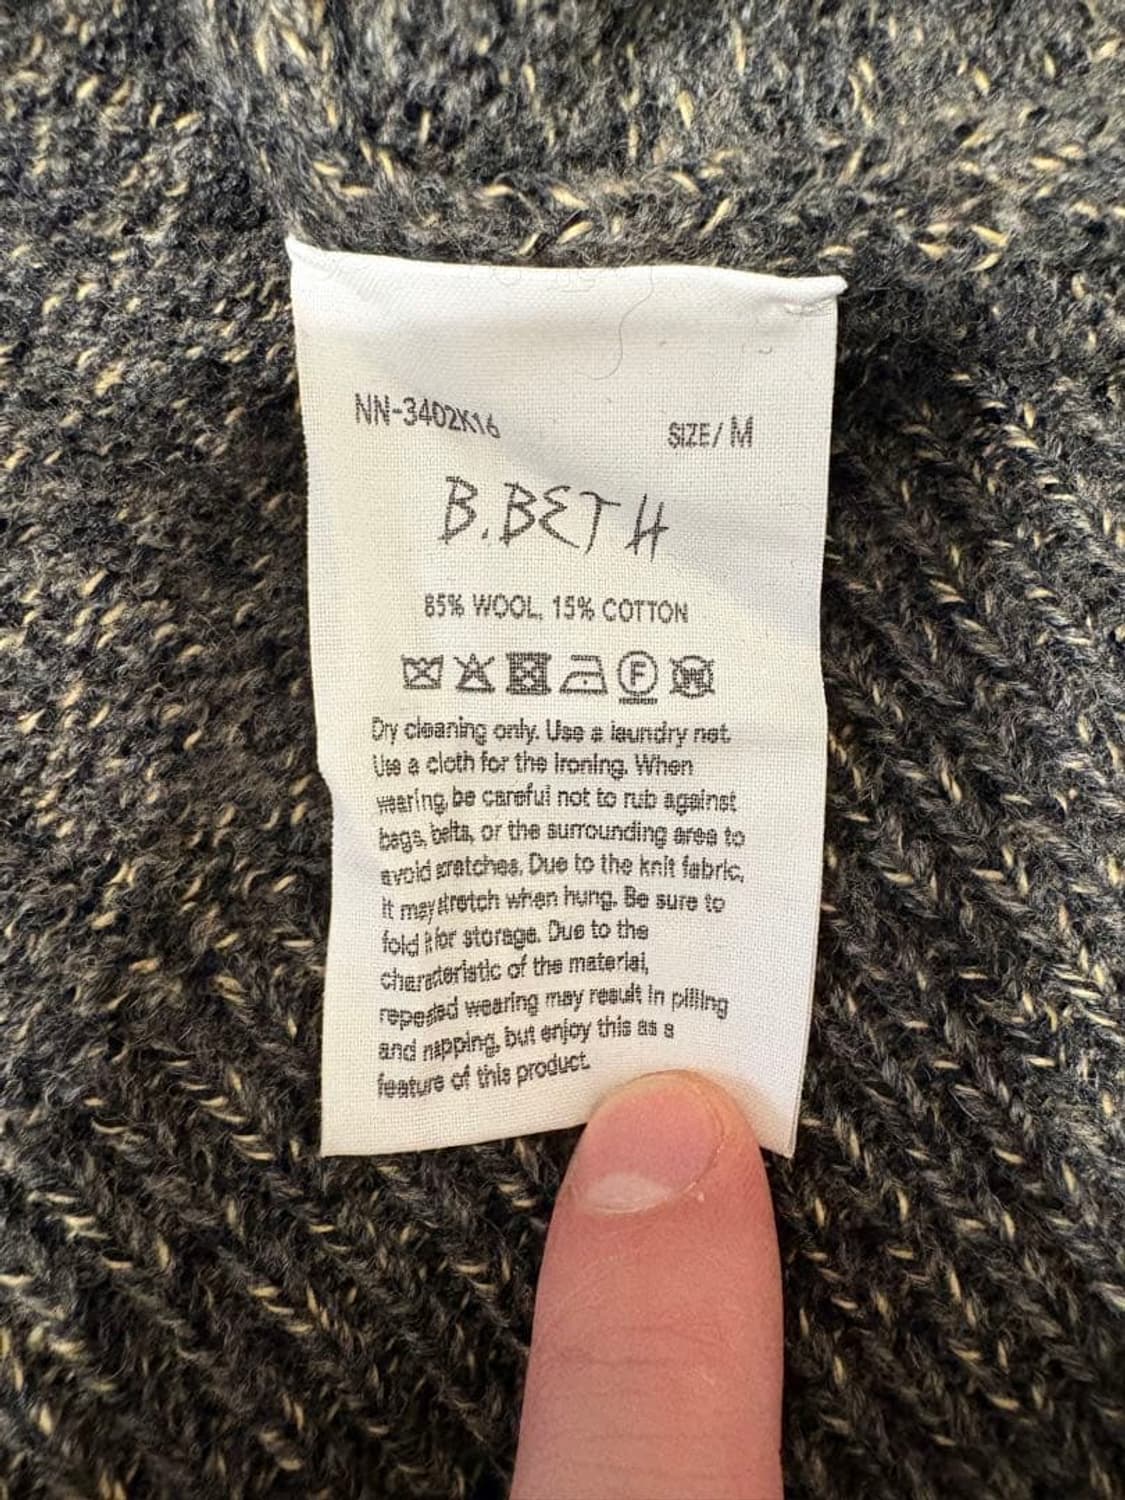 NN-3402K16
SIZE/ M
B.BETH
85% WOOL, 15% COTTON
F
W
Dry cleaning only. Use a laundry net.
Use a cloth for the ironing. When
wearing, be careful not to rub against
bags, belts, or the surrounding area to
avoid sratches. Due to the knit fabric,
it may stretch when hung. Be sure to
fold it for storage. Due to the
characteristic of the material,
repeated wearing may result in pilling
and napping, but enjoy this as a
feature of this product.